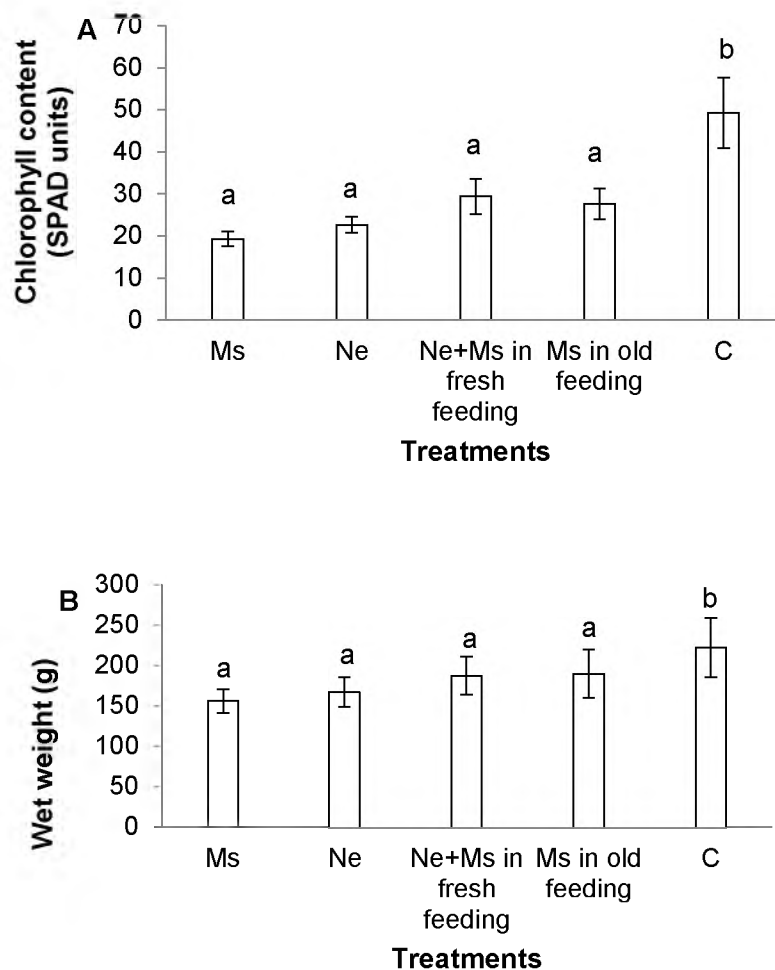 A
Chlorophyll content
(SPAD units)
70
60
50
40
30
20
10
0
a
a
a
a
b
Ms
Ne
Ne+Ms in
fresh
feeding
Ms in old
feeding
C
Treatments
B
Wet weight (g)
300
250
200
150
100
50
0
a
a
a
a
b
Ms
Ne
Ne+Ms in
fresh
feeding
Ms in old
feeding
C
Treatments